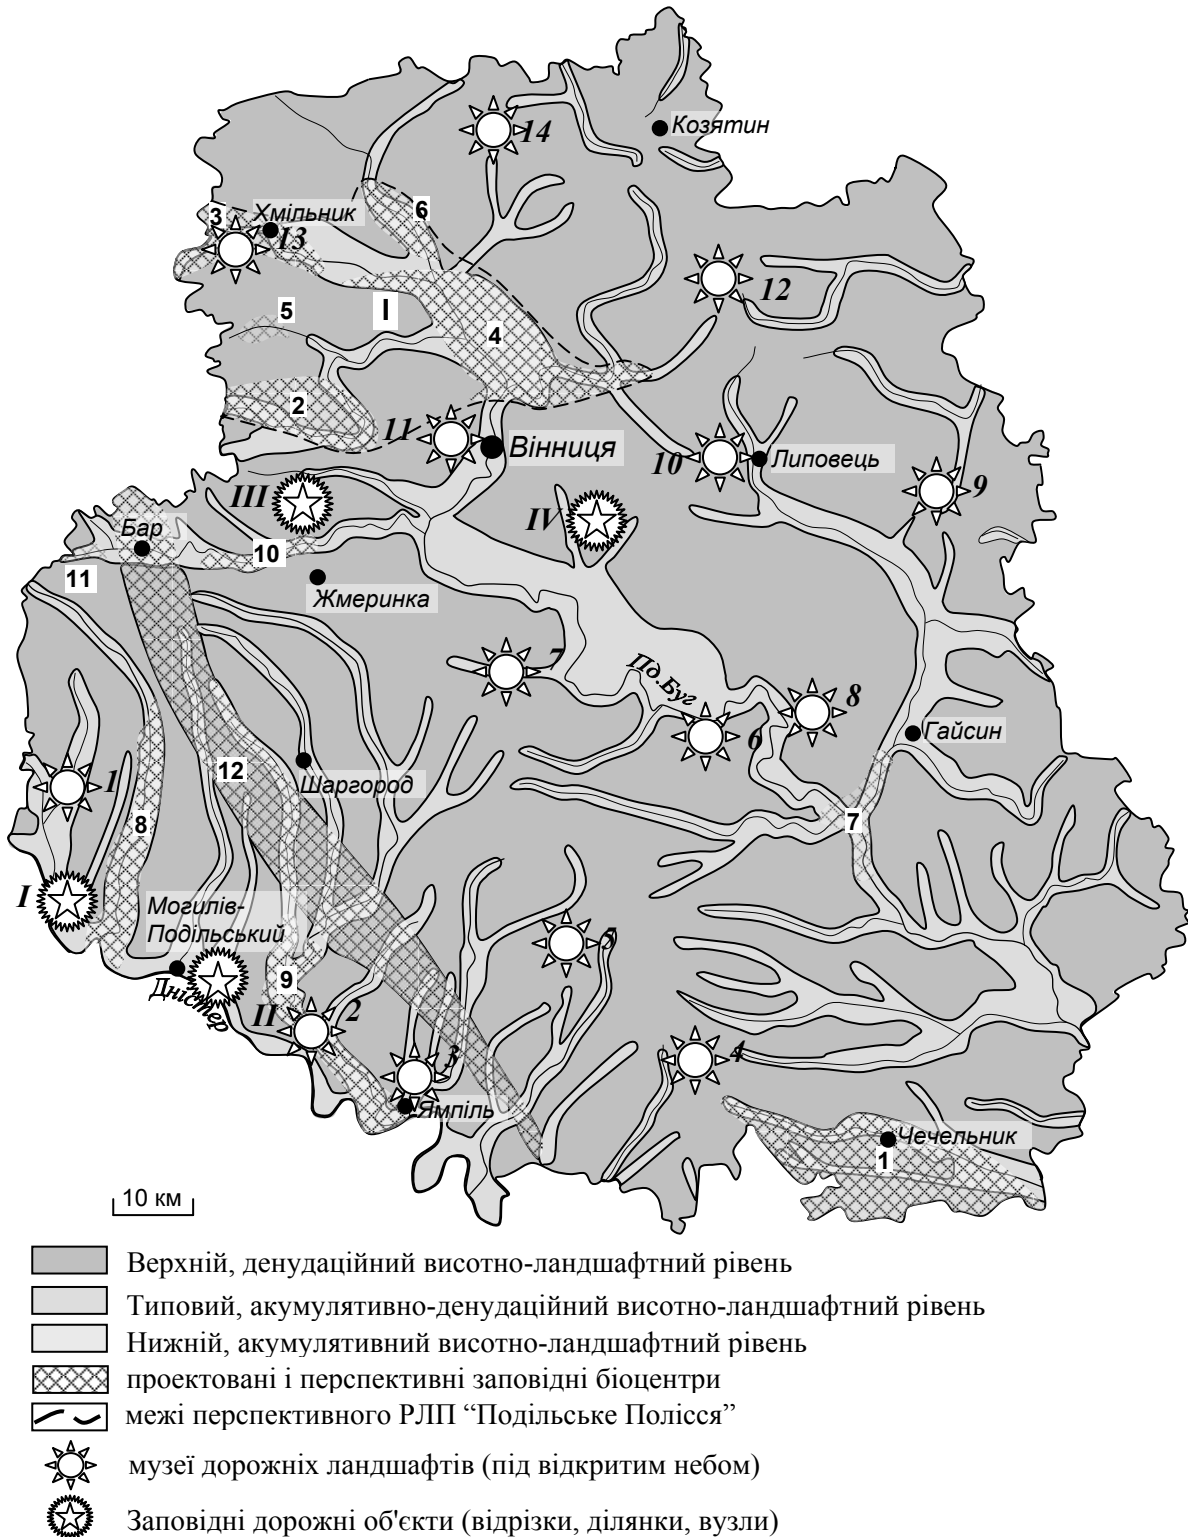 14
Козятин
3
6
Хмільник
13
12
5
I
4
2
11
Вінниця
10
Липовець
9
III
IV
Бар
10
11
Жмеринка
7
Пд.Буг
8
6
Гайсин
12
1
Шаргород
8
7
I
Могилів-
Подільський
5
9
Дністер
II
2
3
4
Ямпіль
Чечельник
1
10 км
Верхній, денудаційний висотно-ландшафтний рівень
Типовий, акумулятивно-денудаційний висотно-ландшафтний рівень
Нижній, акумулятивний висотно-ландшафтний рівень
проектовані і перспективні заповідні біоцентри
межі перспективного РЛП “Подільське Полісся”
музеї дорожніх ландшафтів (під відкритим небом)
Заповідні дорожні об'єкти (відрізки, ділянки, вузли)